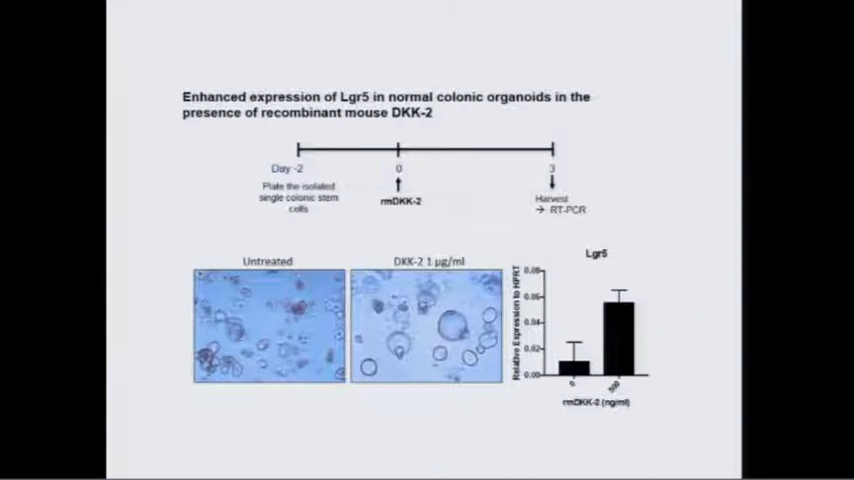 Enhanced expression of Lgr5 in normal colonic organoids in the
presence of recombinant mouse DKK-2
Day -2
0
3
Plate the isolated
single colonic stem
cells
rmDKK-2
Harvest
→ RT-PCR
Untreated
DKK-2 1 µg/ml
Lgr5
Relative Expression to HPRT
0.08
0.06
0.04
0.02
0.00
0
500
rmDKK-2 (ng/ml)